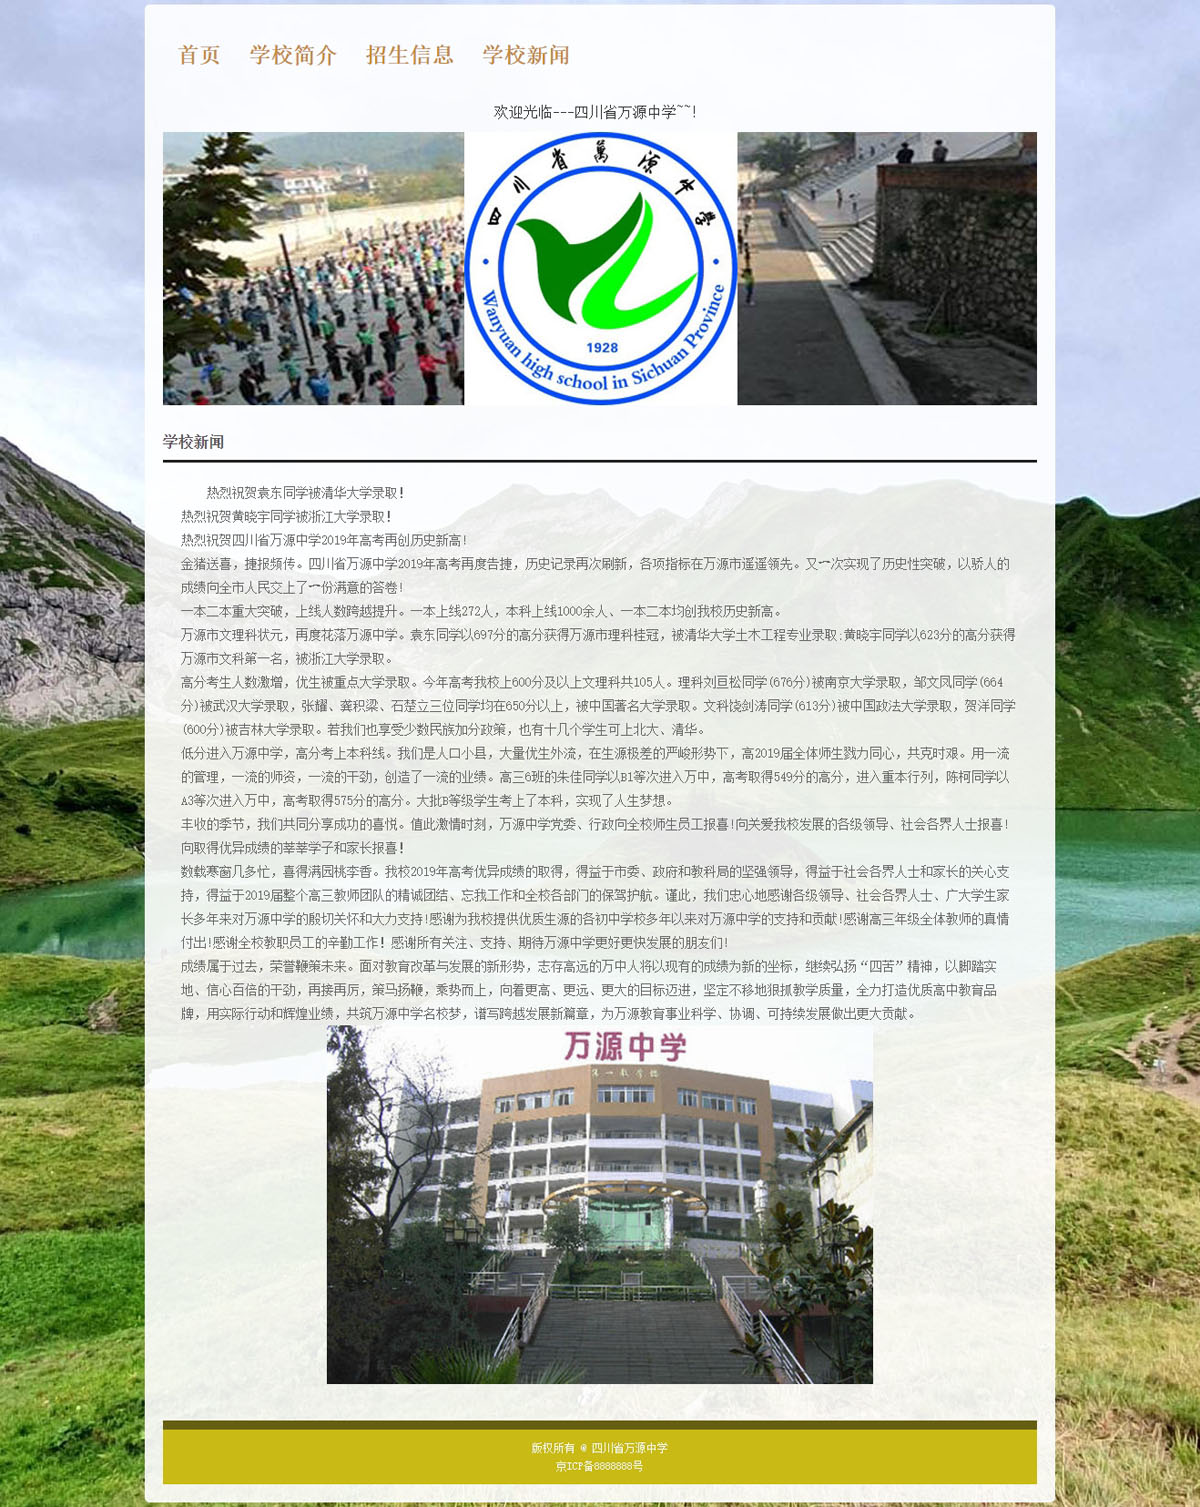 首页 学校简介 招生信息 学校新闻
欢迎光临---四川省万源中学~~!
四川省萬源中學
1928
Wanyuan high school in Sichuan Province
学校新闻
热烈祝贺袁东同学被清华大学录取!
热烈祝贺黄晓宇同学被浙江大学录取!
热烈祝贺四川省万源中学2019年高考再创历史新高!
金猪送喜，捷报频传。四川省万源中学2019年高考再度告捷，历史记录再次刷新，各项指标在万源市遥遥领先。又一次实现了历史性突破，以骄人的
成绩向全市人民交上了一份满意的答卷!
一本二本重大突破，上线人数跨越提升。一本上线272人，本科上线1000余人、一本二本均创我校历史新高。
万源市文理科状元，再度花落万源中学。袁东同学以697分的高分获得万源市理科桂冠，被清华大学土木工程专业录取;黄晓宇同学以623分的高分获得
万源市文科第一名，被浙江大学录取。
高分考生人数激增，优生被重点大学录取。今年高考我校上600分及以上文理科共105人。理科刘亘松同学(676分)被南京大学录取，邹文凤同学(664
分)被武汉大学录取，张耀、龚积梁、石楚立三位同学均在650分以上，被中国著名大学录取。文科饶剑涛同学(613分)被中国政法大学录取，贺洋同学
(600分)被吉林大学录取。若我们也享受少数民族加分政策，也有十几个学生可上北大、清华。
低分进入万源中学，高分考上本科线。我们是人口小县，大量优生外流，在生源极差的严峻形势下，高2019届全体师生戮力同心，共克时艰。用一流
的管理，一流的师资，一流的干劲，创造了一流的业绩。高三6班的朱佳同学以B1等次进入万中，高考取得549分的高分，进入重本行列，陈柯同学以
A3等次进入万中，高考取得575分的高分。大批B等级学生考上了本科，实现了人生梦想。
丰收的季节，我们共同分享成功的喜悦。值此激情时刻，万源中学党委、行政向全校师生员工报喜!向关爱我校发展的各级领导、社会各界人士报喜!
向取得优异成绩的莘莘学子和家长报喜!
数载寒窗几多忙，喜得满园桃李香。我校2019年高考优异成绩的取得，得益于市委、政府和教科局的坚强领导，得益于社会各界人士和家长的关心支
持，得益于2019届整个高三教师团队的精诚团结、忘我工作和全校各部门的保驾护航。谨此，我们忠心地感谢各级领导、社会各界人士、广大学生家
长多年来对万源中学的殷切关怀和大力支持!感谢为我校提供优质生源的各初中学校多年以来对万源中学的支持和贡献!感谢高三年级全体教师的真情
付出!感谢全校教职员工的辛勤工作! 感谢所有关注、支持、期待万源中学更好更快发展的朋友们!
成绩属于过去，荣誉鞭策未来。面对教育改革与发展的新形势，志存高远的万中人将以现有的成绩为新的坐标，继续弘扬“四苦”精神，以脚踏实
地、信心百倍的干劲，再接再厉，策马扬鞭，乘势而上，向着更高、更远、更大的目标迈进，坚定不移地狠抓教学质量，全力打造优质高中教育品
牌，用实际行动和辉煌业绩，共筑万源中学名校梦，谱写跨越发展新篇章，为万源教育事业科学、协调、可持续发展做出更大贡献。
万源中学
第一教学楼
版权所有 @ 四川省万源中学
京ICP备8888888号